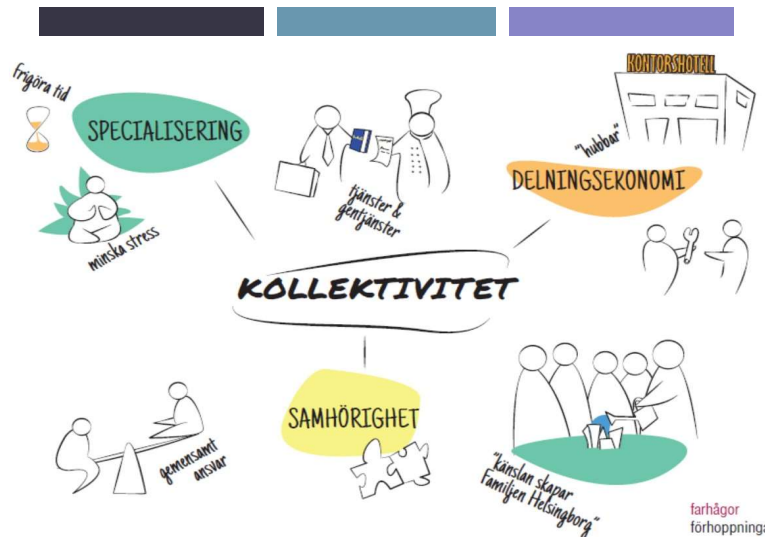 frigöra tid
SPECIALISERING
minska stress
tjänster &
gentjänster
KONTORSHOTELL
"hubbar"
DELNINGSEKONOMI
KOLLEKTIVITET
SAMHÖRIGHET
gemensamt
ansvar
"känslan skapar
Familjen Helsingborg"
farhågor
förhoppninga